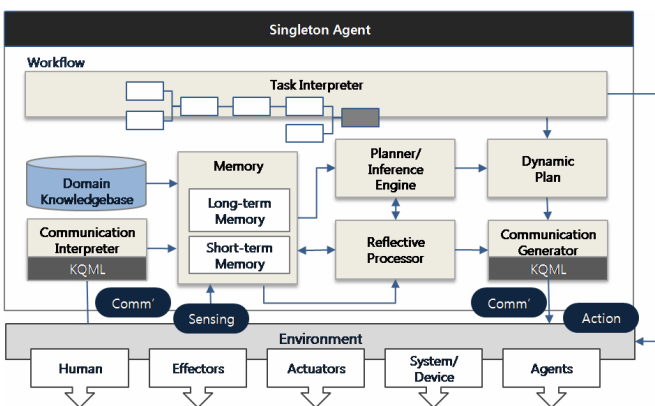 Singleton Agent
Workflow
Task Interpreter
Domain
Knowledgebase
Memory
Long-term
Memory
Short-term
Memory
Planner/
Inference
Engine
Dynamic
Plan
Communication
Interpreter
KQML
Reflective
Processor
Communication
Generator
KQML
Comm’
Sensing
Comm’
Action
Environment
Human
Effectors
Actuators
System/
Device
Agents